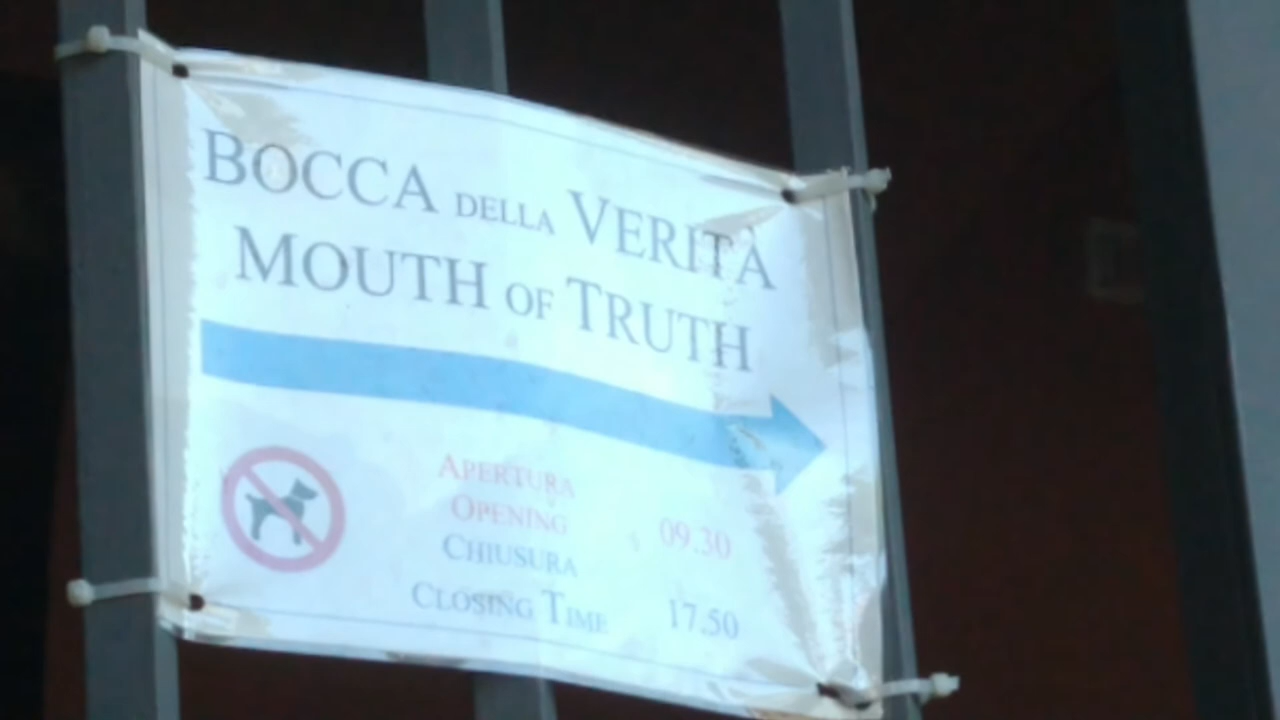 BOCCA DELLA VERITÀ
MOUTH OF TRUTH
APERTURA
OPENING 09.30
CHIUSURA
CLOSING TIME 17.50